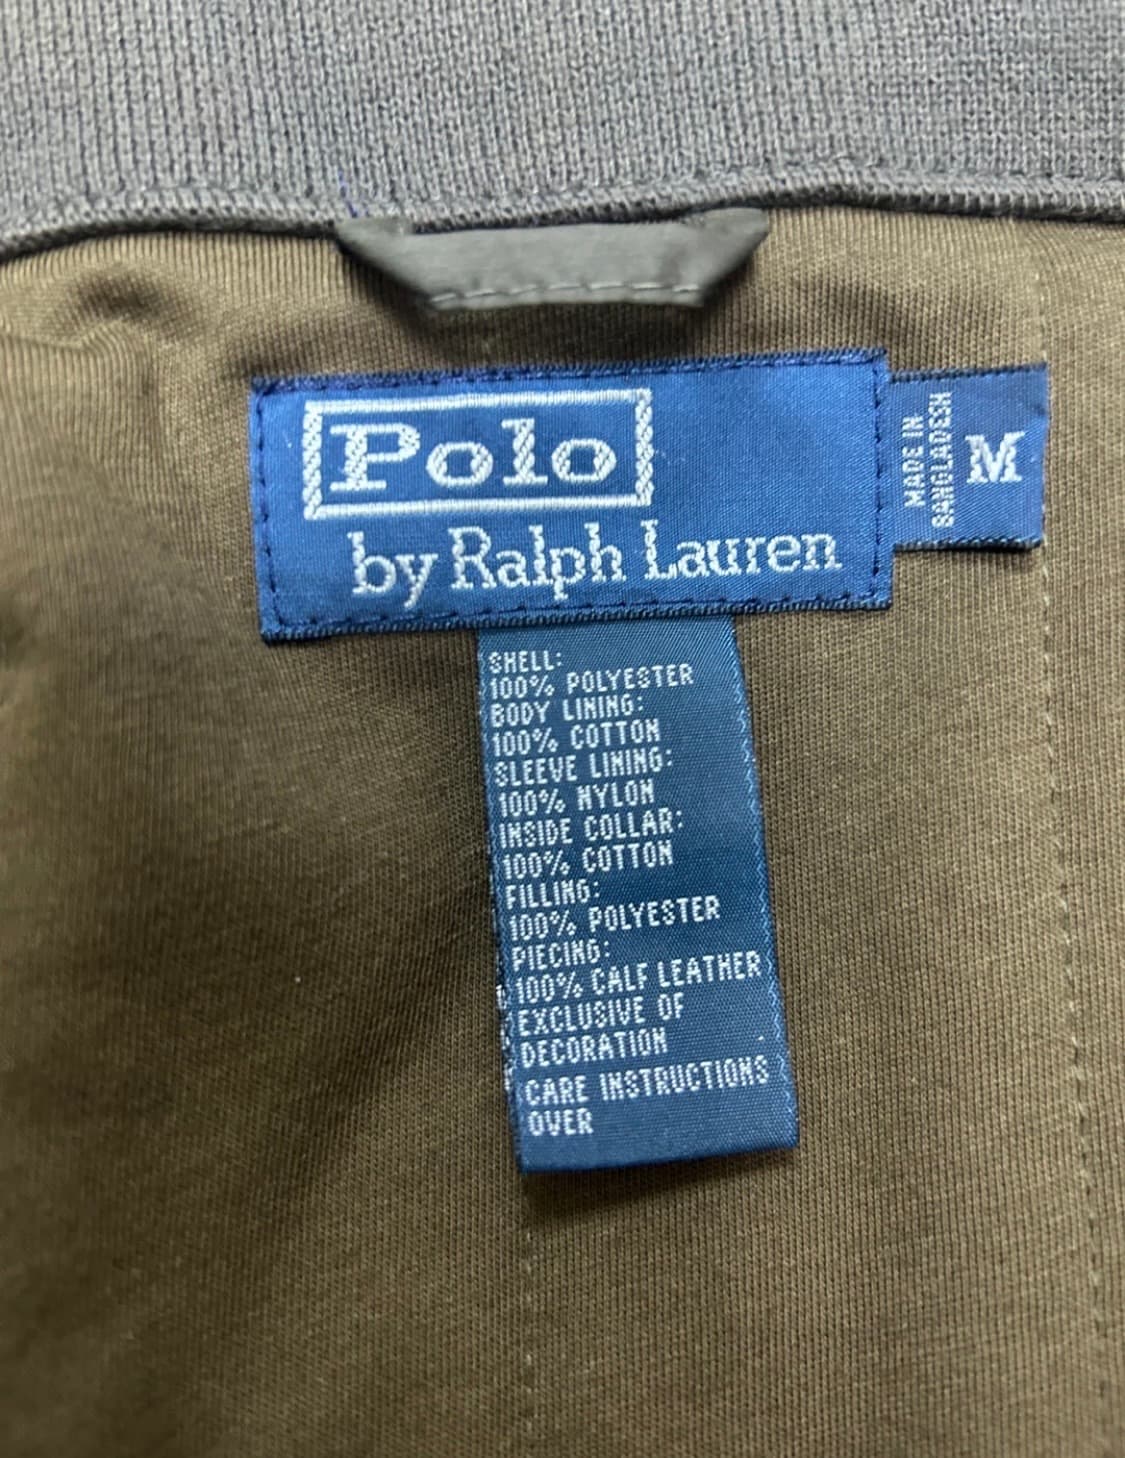 Polo
by Ralph Lauren
MADE IN
BANGLADESH
M
SHELL:
100% POLYESTER
BODY LINING:
100% COTTON
SLEEVE LINING:
100% NYLON
INSIDE COLLAR:
100% COTTON
FILLING:
100% POLYESTER
PIECING:
100% CALF LEATHER
EXCLUSIVE OF
DECORATION
CARE INSTRUCTIONS
OVER